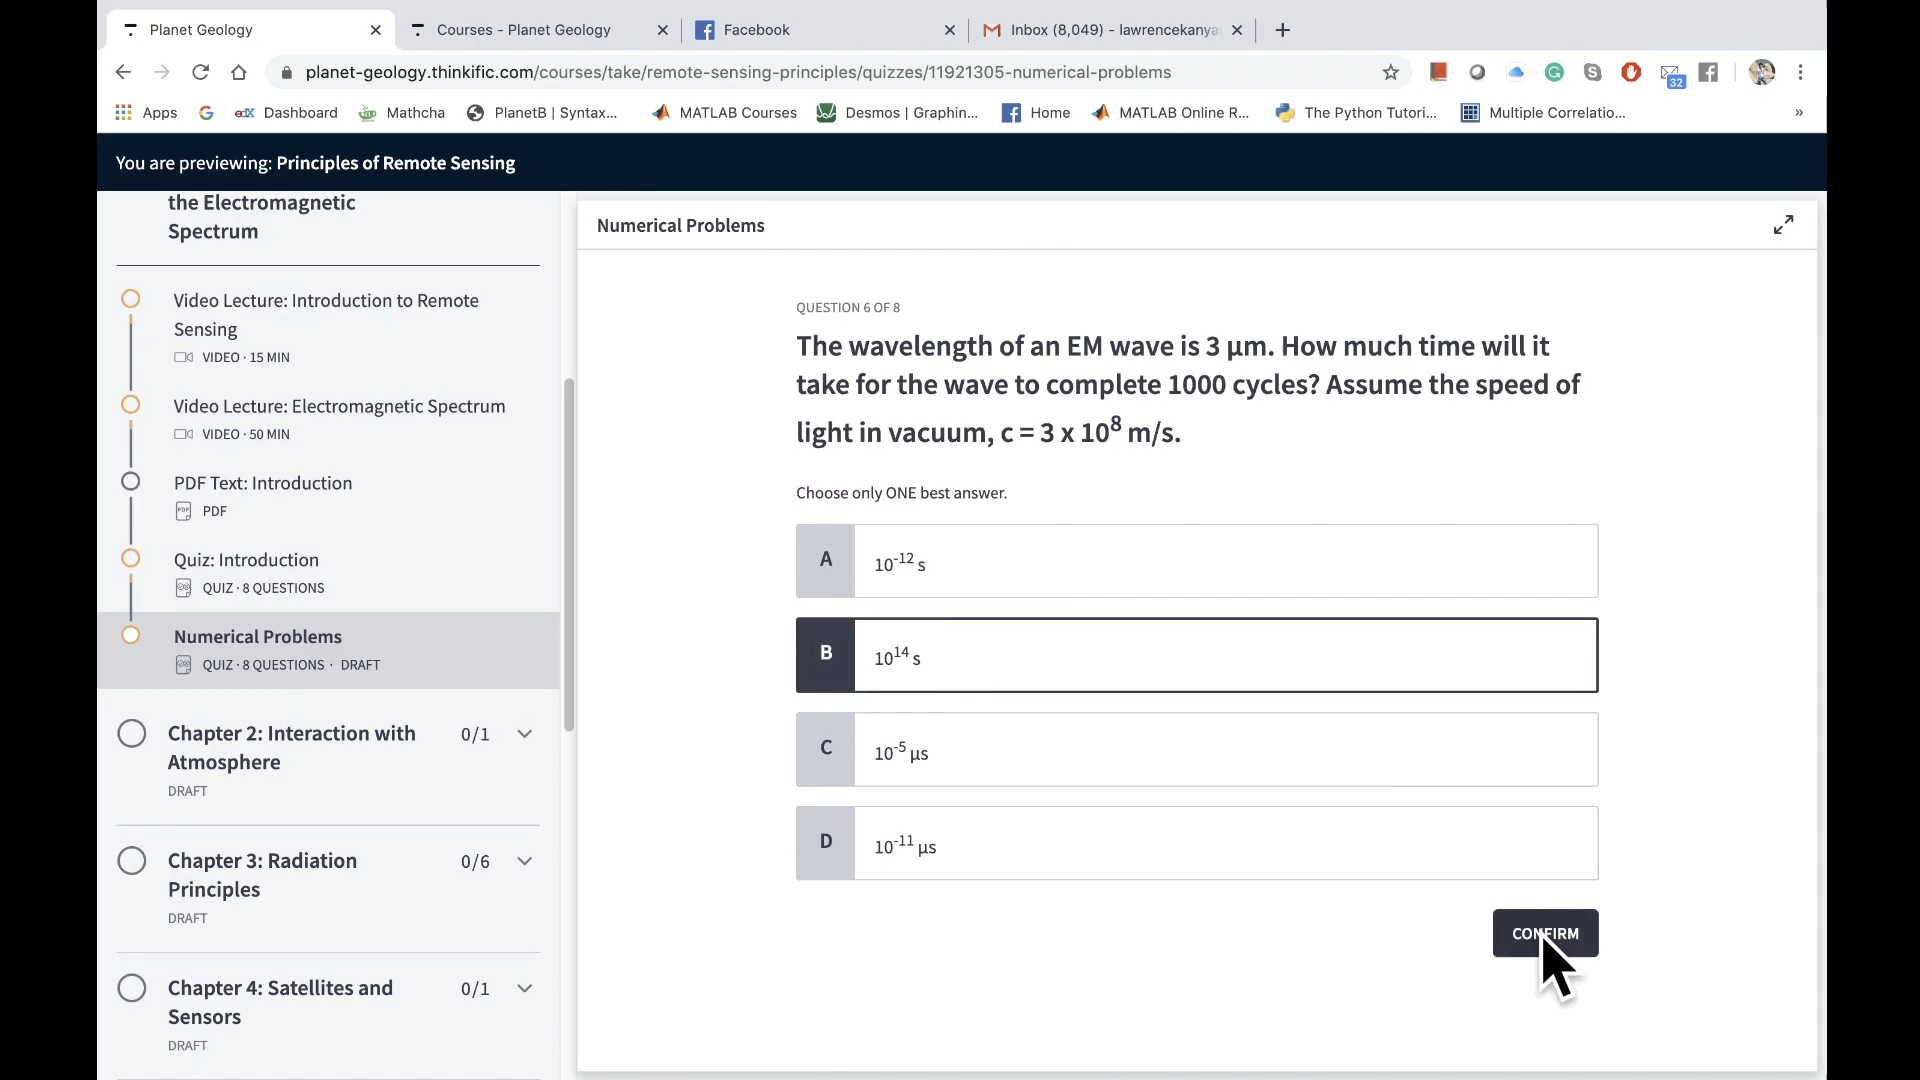 Planet Geology
Courses - Planet Geology
Facebook
Inbox (8,049) - lawrencekanya
planet-geology.thinkific.com/courses/take/remote-sensing-principles/quizzes/11921305-numerical-problems
32
Apps
Dashboard
Mathcha
PlanetB | Syntax...
MATLAB Courses
Desmos | Graphin...
Home
MATLAB Online R...
The Python Tutori...
Multiple Correlatio...
»
You are previewing: Principles of Remote Sensing
the Electromagnetic
Spectrum
Video Lecture: Introduction to Remote
Sensing
VIDEO · 15 MIN
Video Lecture: Electromagnetic Spectrum
VIDEO · 50 MIN
PDF Text: Introduction
PDF
Quiz: Introduction
QUIZ · 8 QUESTIONS
Numerical Problems
QUIZ · 8 QUESTIONS · DRAFT
Chapter 2: Interaction with
Atmosphere
0/1
DRAFT
Chapter 3: Radiation
Principles
0/6
DRAFT
Chapter 4: Satellites and
Sensors
0/1
DRAFT
Numerical Problems
QUESTION 6 OF 8
The wavelength of an EM wave is 3 μm. How much time will it
take for the wave to complete 1000 cycles? Assume the speed of
light in vacuum, c = 3 x 10⁸ m/s.
Choose only ONE best answer.
A 10⁻¹² s
B 10¹⁴ s
C 10⁻⁵ μs
D 10⁻¹¹ μs
CONFIRM